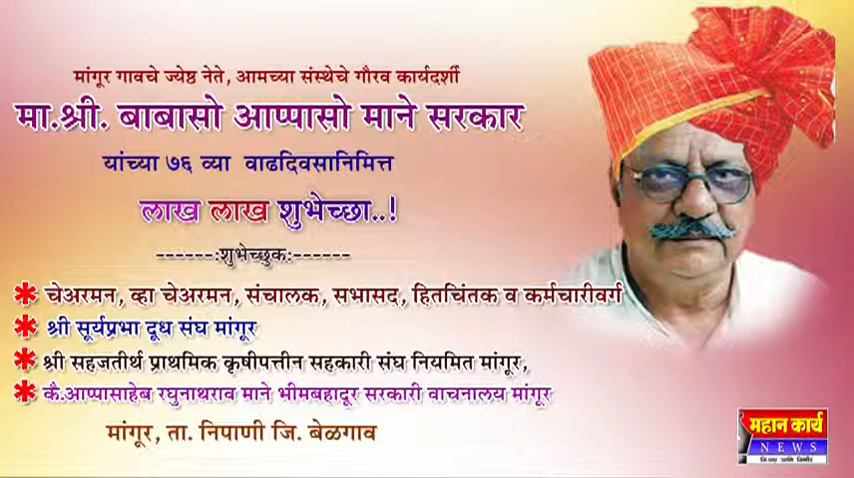 मांगूर गावचे ज्येष्ठ नेते, आमच्या संस्थेचे गौरव कार्यदर्शी
मा.श्री. बाबासो आप्पासो माने सरकार
यांच्या ७६ व्या वाढदिवसानिमित्त
लाख लाख शुभेच्छा..!
------:शुभेच्छुक:------
* चेअरमन, व्हा चेअरमन, संचालक, सभासद, हितचिंतक व कर्मचारीवर्ग
* श्री सूर्यप्रभा दूध संघ मांगूर
* श्री सहजतीर्थ प्राथमिक कृषीपत्तीन सहकारी संघ नियमित मांगूर,
* कै.आप्पासाहेब रघुनाथराव माने भीमबहादूर सरकारी वाचनालय मांगूर
मांगूर, ता. निपाणी जि. बेळगाव
महान कार्य
NEWS